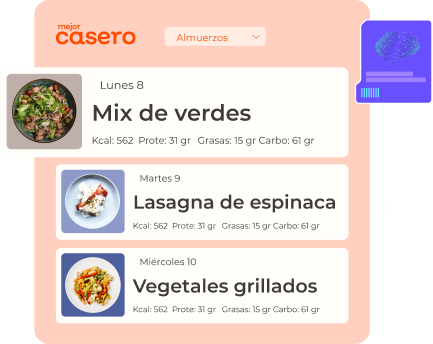 mejor
casero
Almuerzos
Lunes 8
Mix de verdes
Kcal: 562 Prote: 31 gr Grasas: 15 gr Carbo: 61 gr
Martes 9
Lasagna de espinaca
Kcal: 562 Prote: 31 gr Grasas: 15 gr Carbo: 61 gr
Miércoles 10
Vegetales grillados
Kcal: 562 Prote: 31 gr Grasas: 15 gr Carbo: 61 gr